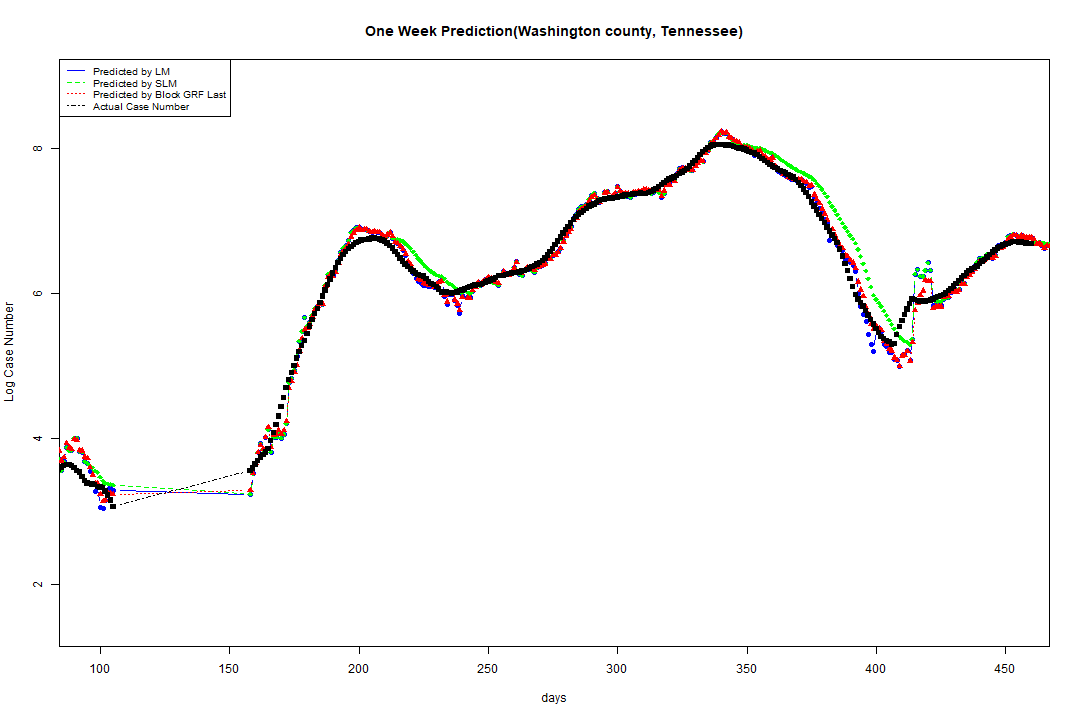 One Week Prediction(Washington county, Tennessee)
Predicted by LM
Predicted by SLM
Predicted by Block GRF Last
Actual Case Number
8
6
4
2
Log Case Number
100 150 200 250 300 350 400 450
days